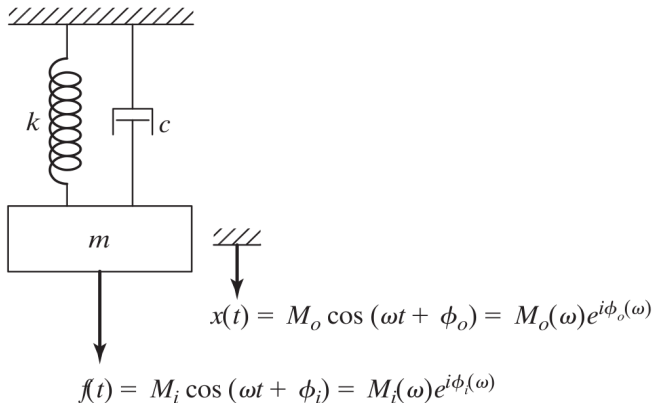 k
c
m
x(t) = M_o cos (ωt + ϕ_o) = M_o(ω)e^{iϕ_o(ω)}
f(t) = M_i cos (ωt + ϕ_i) = M_i(ω)e^{iϕ_i(ω)}